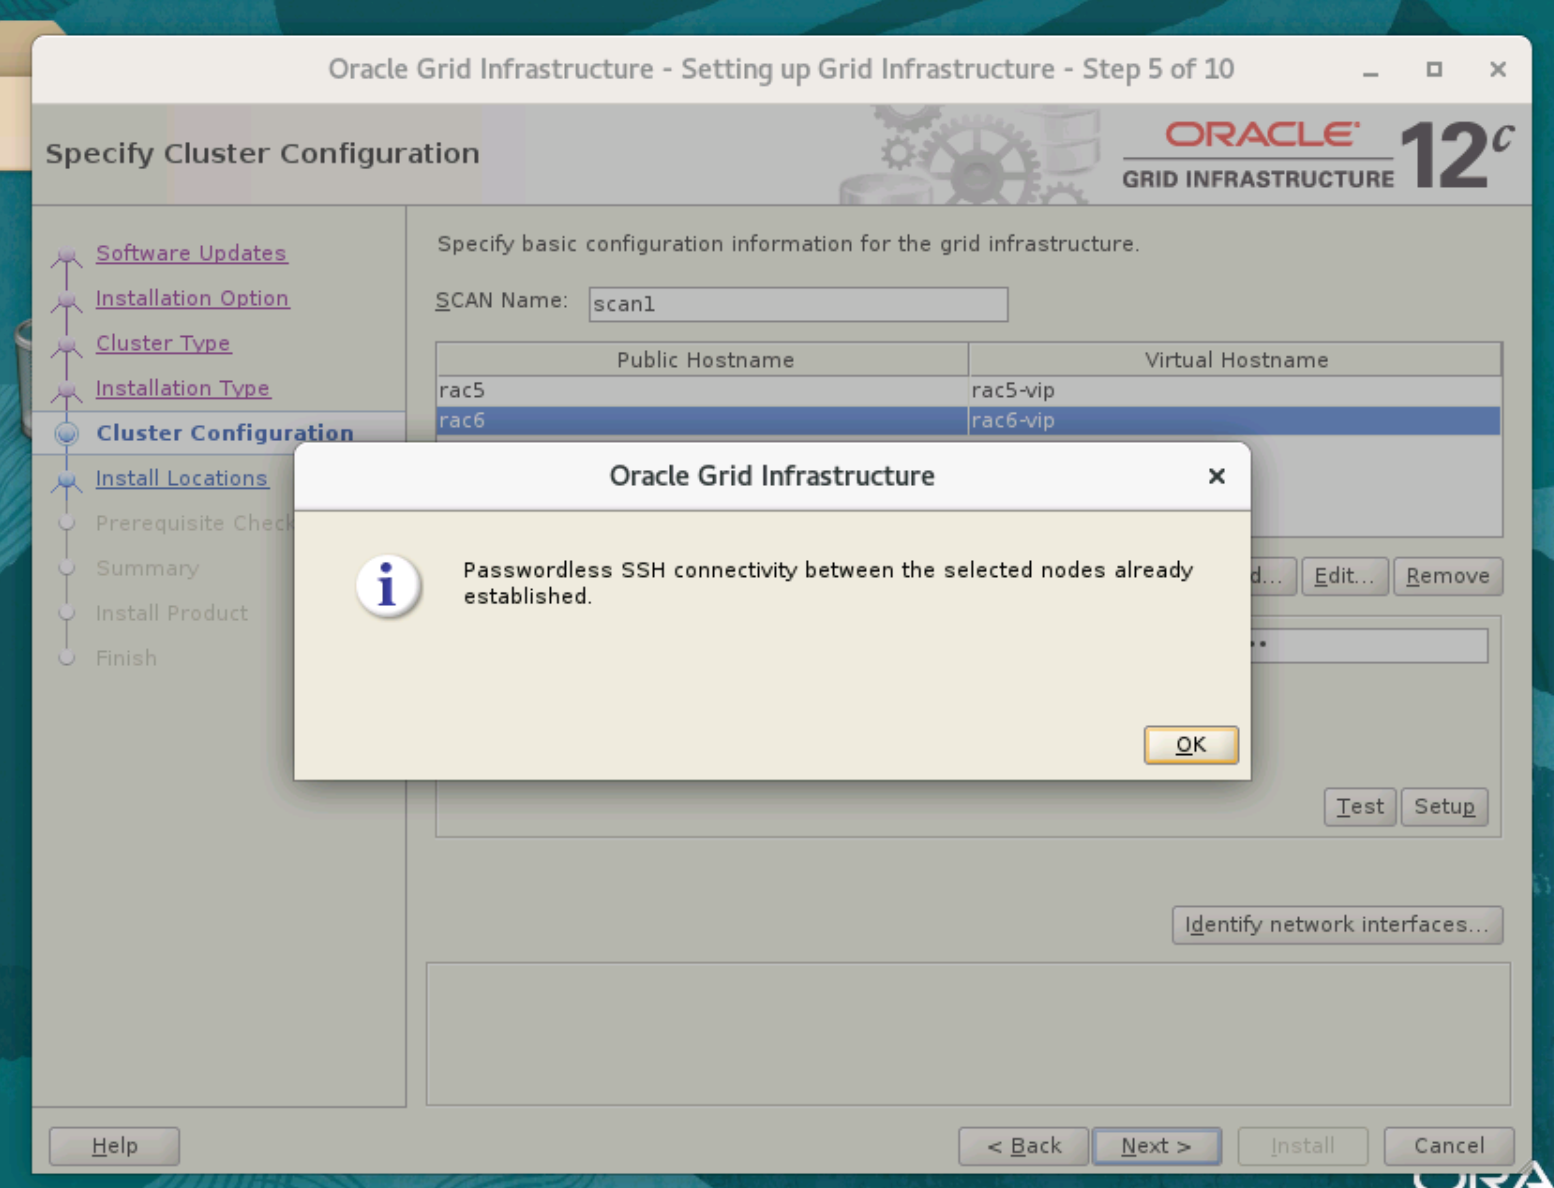 Oracle Grid Infrastructure - Setting up Grid Infrastructure - Step 5 of 10
Specify Cluster Configuration
ORACLE
GRID INFRASTRUCTURE
12c
Software Updates
Installation Option
Cluster Type
Installation Type
Cluster Configuration
Install Locations
Prerequisite Check
Summary
Install Product
Finish
Specify basic configuration information for the grid infrastructure.
SCAN Name: scan1
Public Hostname Virtual Hostname
rac5 rac5-vip
rac6 rac6-vip
Oracle Grid Infrastructure
Passwordless SSH connectivity between the selected nodes already
established.
OK
d... Edit... Remove
Test Setup
Identify network interfaces...
Help < Back Next > Install Cancel